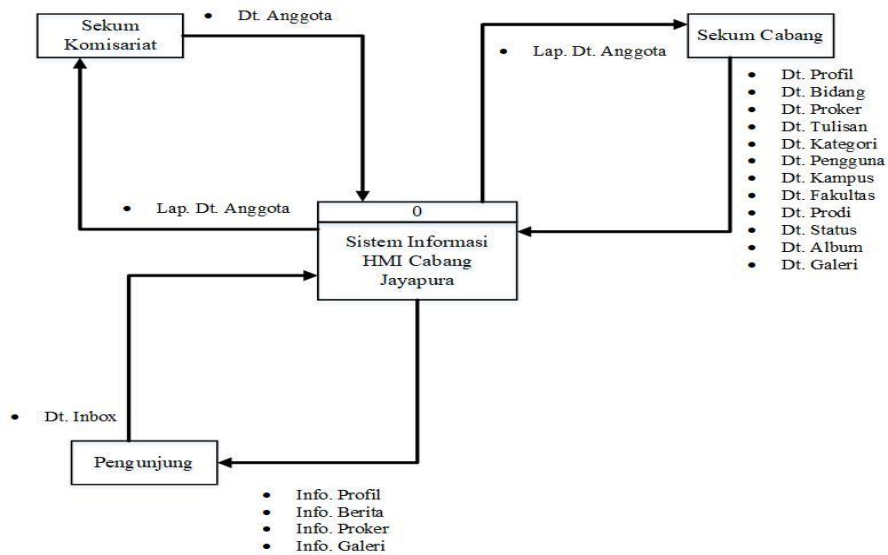 Sekum
Komisariat
• Dt. Anggota
• Lap. Dt. Anggota
Sekum Cabang
• Dt. Profil
• Dt. Bidang
• Dt. Proker
• Dt. Tulisan
• Dt. Kategori
• Dt. Pengguna
• Dt. Kampus
• Dt. Fakultas
• Dt. Prodi
• Dt. Status
• Dt. Album
• Dt. Galeri
• Lap. Dt. Anggota
0
Sistem Informasi
HMI Cabang
Jayapura
• Dt. Inbox
Pengunjung
• Info. Profil
• Info. Berita
• Info. Proker
• Info. Galeri